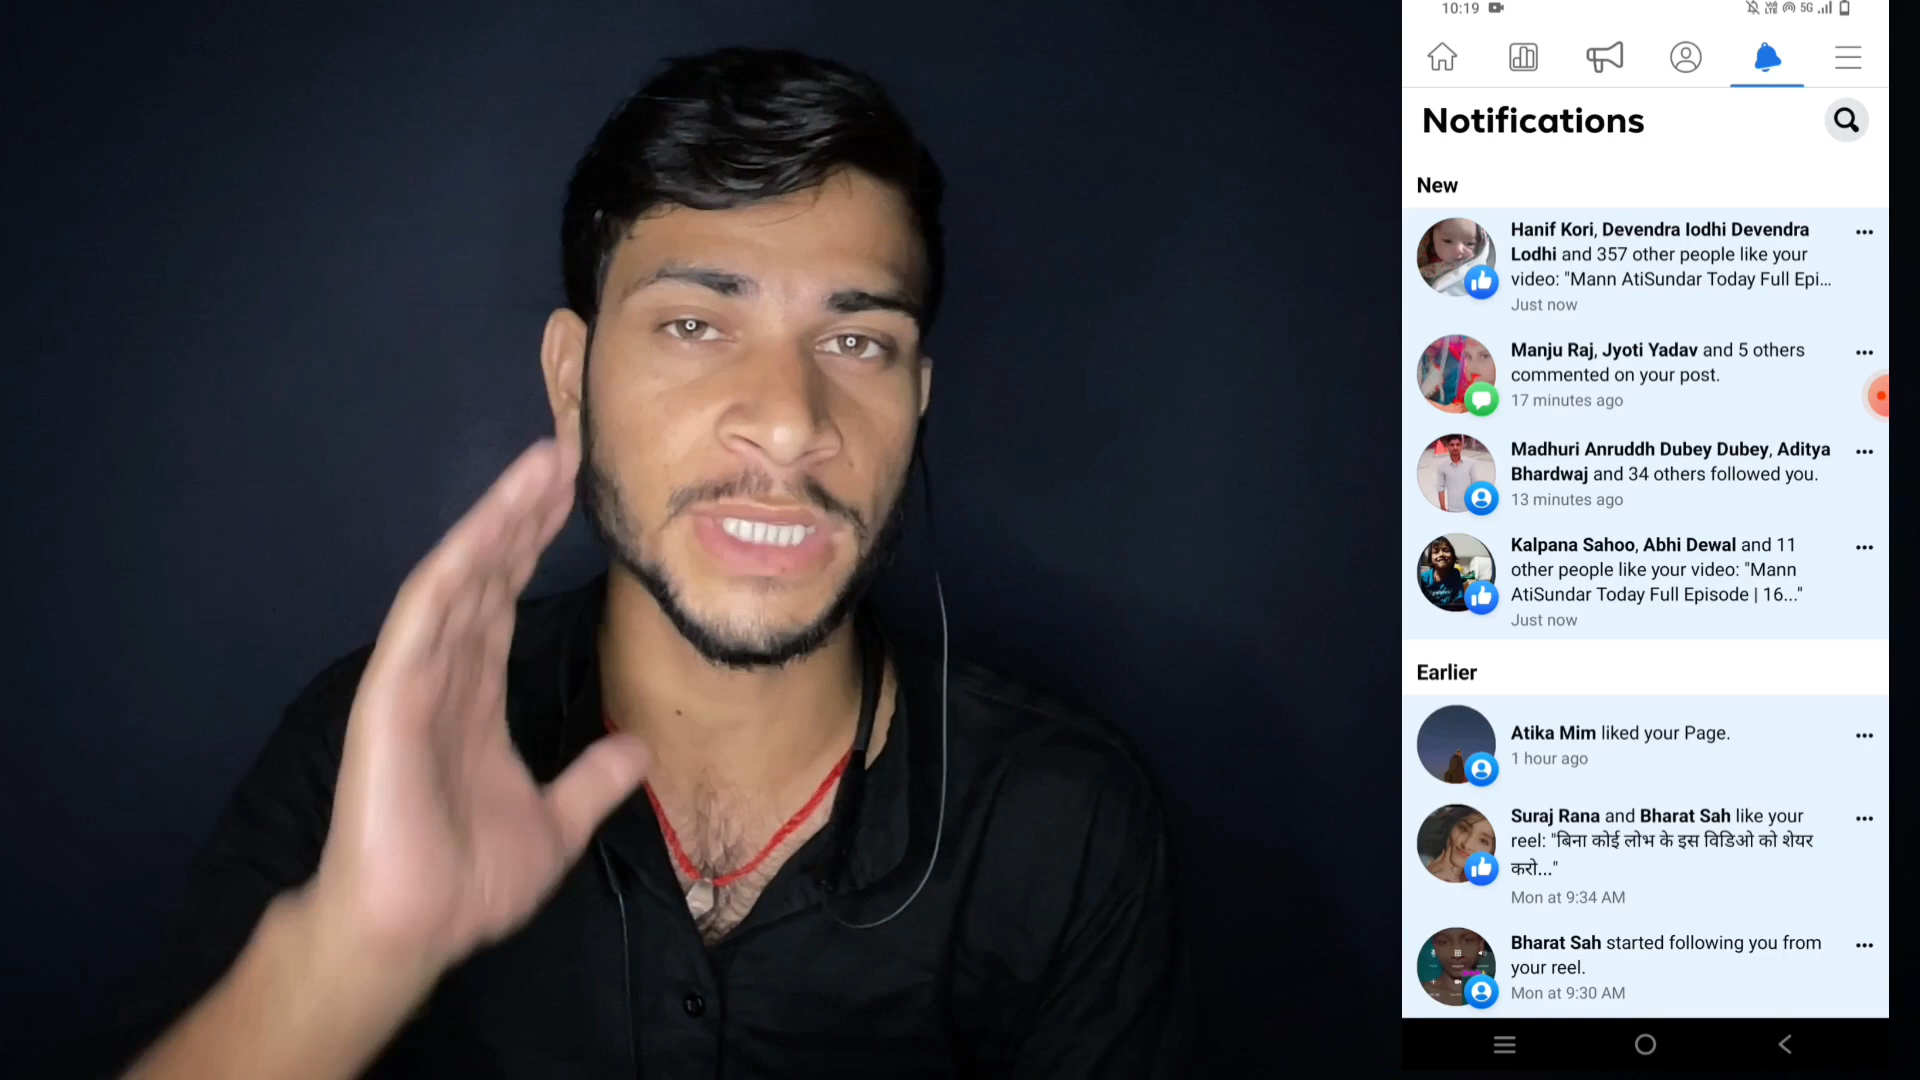 10:19
5G
Notifications
New
Hanif Kori, Devendra lodhi Devendra
Lodhi and 357 other people like your
video: "Mann AtiSundar Today Full Epi...
Just now
Manju Raj, Jyoti Yadav and 5 others
commented on your post.
17 minutes ago
Madhuri Anruddh Dubey Dubey, Aditya
Bhardwaj and 34 others followed you.
13 minutes ago
Kalpana Sahoo, Abhi Dewal and 11
other people like your video: "Mann
AtiSundar Today Full Episode | 16..."
Just now
Earlier
Atika Mim liked your Page.
1 hour ago
Suraj Rana and Bharat Sah like your
reel: "बिना कोई लोभ के इस विडिओ को शेयर
करो..."
Mon at 9:34 AM
Bharat Sah started following you from
your reel.
Mon at 9:30 AM